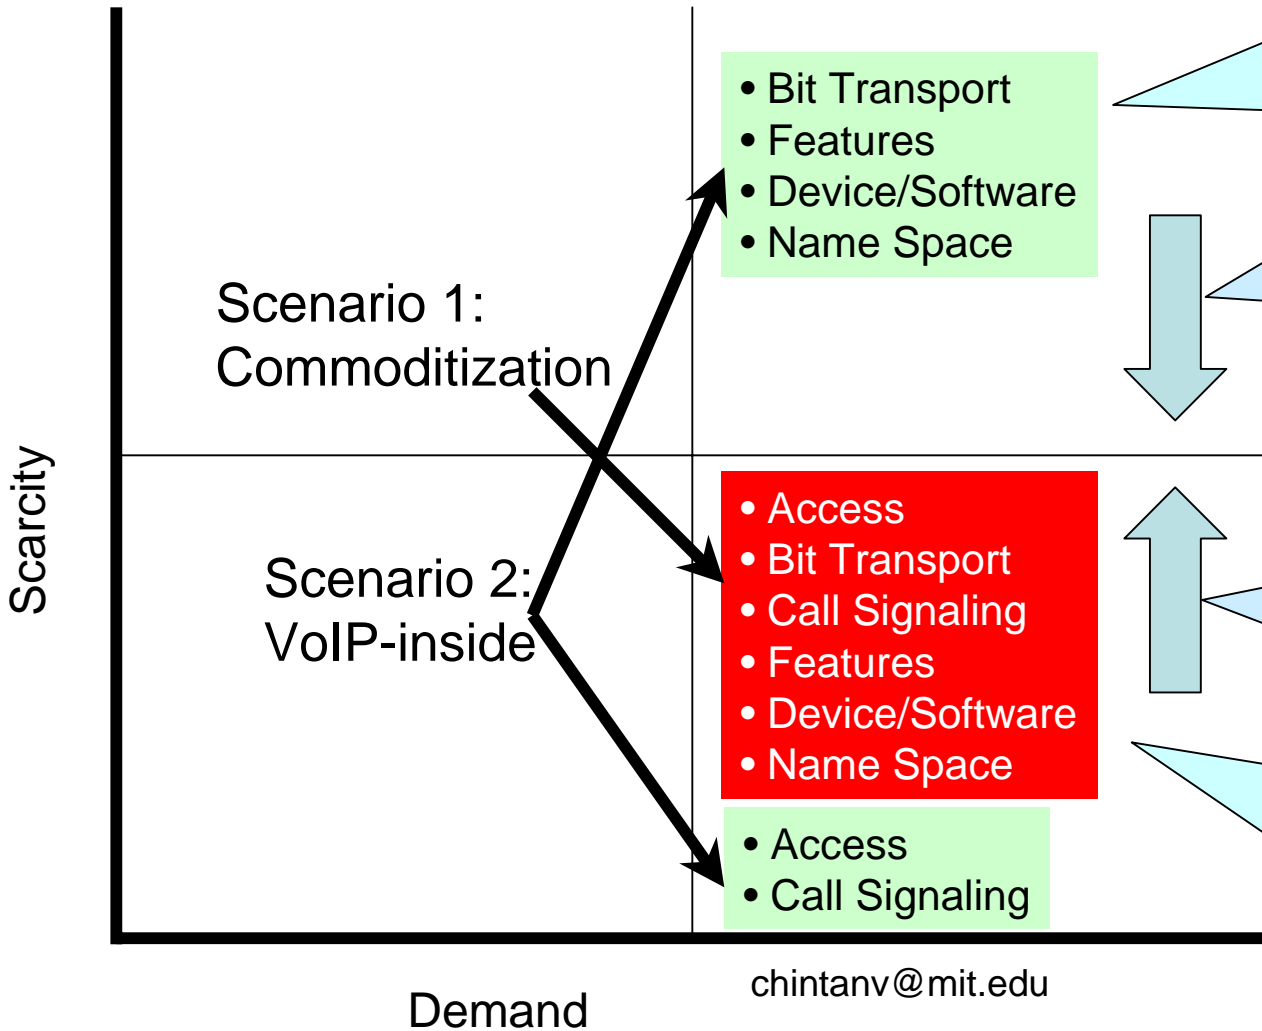 • Bit Transport
• Features
• Device/Software
• Name Space
Scenario 1:
Commoditization
Scarcity
• Access
• Bit Transport
• Call Signaling
• Features
• Device/Software
• Name Space
Scenario 2:
VoIP-inside
• Access
• Call Signaling
chintanv@mit.edu
Demand